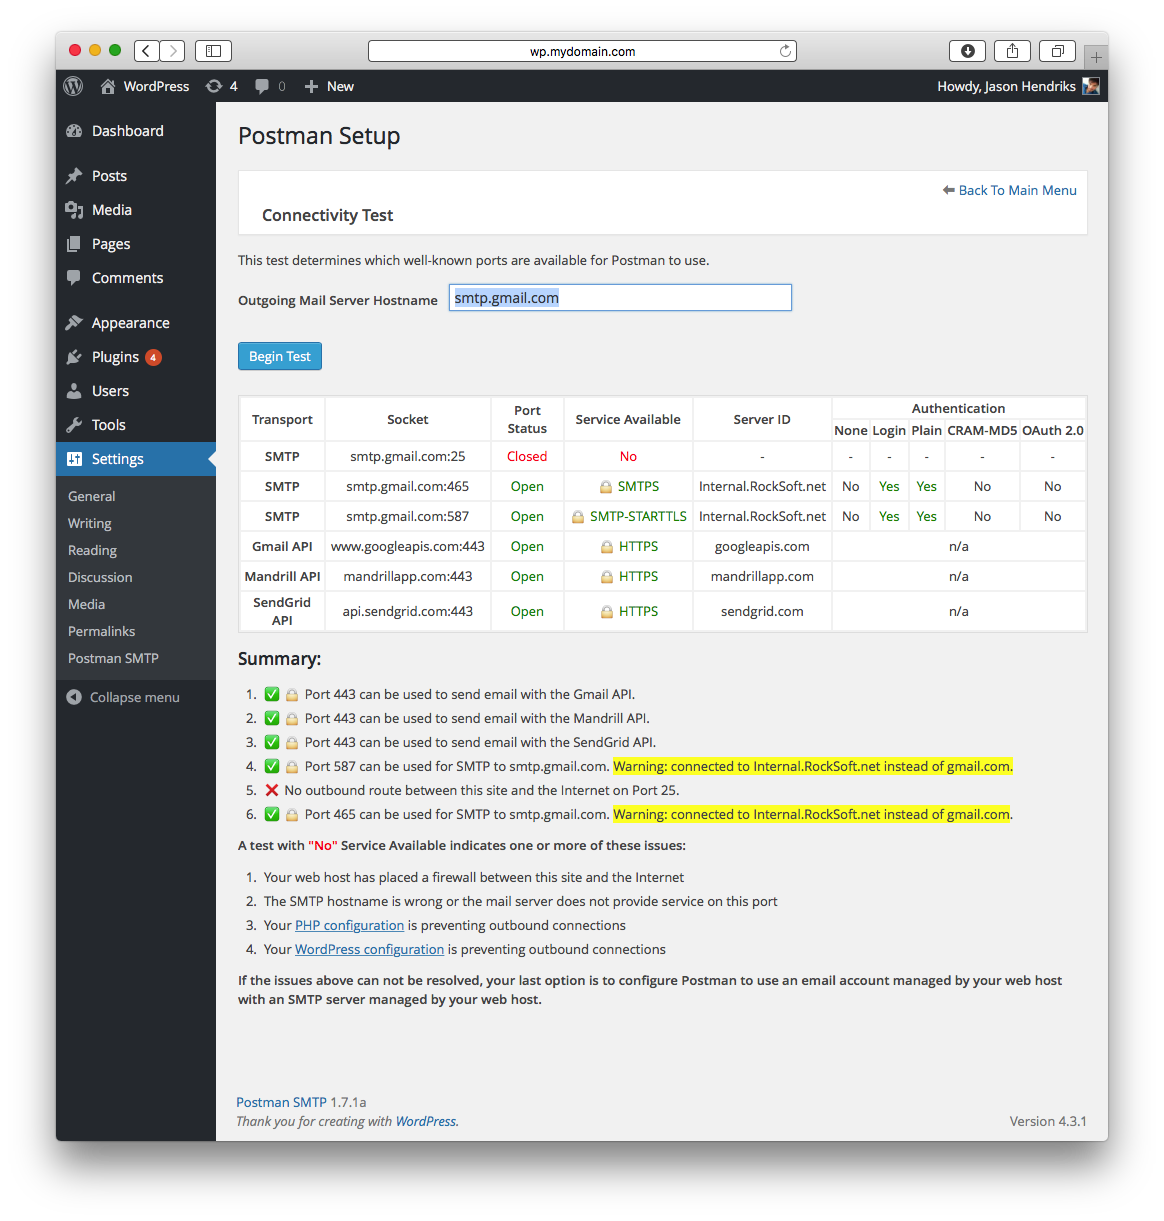 wp.mydomain.com
WordPress 4 0 New Howdy, Jason Hendriks
Dashboard
Posts
Media
Pages
Comments
Appearance
Plugins 4
Users
Tools
Settings
General
Writing
Reading
Discussion
Media
Permalinks
Postman SMTP
Collapse menu
Postman Setup
Back To Main Menu
Connectivity Test
This test determines which well-known ports are available for Postman to use.
Outgoing Mail Server Hostname smtp.gmail.com
Begin Test
Transport Socket Port Status Service Available Server ID Authentication
None Login Plain CRAM-MD5 OAuth 2.0
SMTP smtp.gmail.com:25 Closed No - - - - - -
SMTP smtp.gmail.com:465 Open SMTPS Internal.RockSoft.net No Yes Yes No No
SMTP smtp.gmail.com:587 Open SMTP-STARTTLS Internal.RockSoft.net No Yes Yes No No
Gmail API www.googleapis.com:443 Open HTTPS googleapis.com n/a
Mandrill API mandrillapp.com:443 Open HTTPS mandrillapp.com n/a
SendGrid API api.sendgrid.com:443 Open HTTPS sendgrid.com n/a
Summary:
1. Port 443 can be used to send email with the Gmail API.
2. Port 443 can be used to send email with the Mandrill API.
3. Port 443 can be used to send email with the SendGrid API.
4. Port 587 can be used for SMTP to smtp.gmail.com. Warning: connected to Internal.RockSoft.net instead of gmail.com.
5. No outbound route between this site and the Internet on Port 25.
6. Port 465 can be used for SMTP to smtp.gmail.com. Warning: connected to Internal.RockSoft.net instead of gmail.com.
A test with "No" Service Available indicates one or more of these issues:
1. Your web host has placed a firewall between this site and the Internet
2. The SMTP hostname is wrong or the mail server does not provide service on this port
3. Your PHP configuration is preventing outbound connections
4. Your WordPress configuration is preventing outbound connections
If the issues above can not be resolved, your last option is to configure Postman to use an email account managed by your web host
with an SMTP server managed by your web host.
Postman SMTP 1.7.1a
Thank you for creating with WordPress.
Version 4.3.1